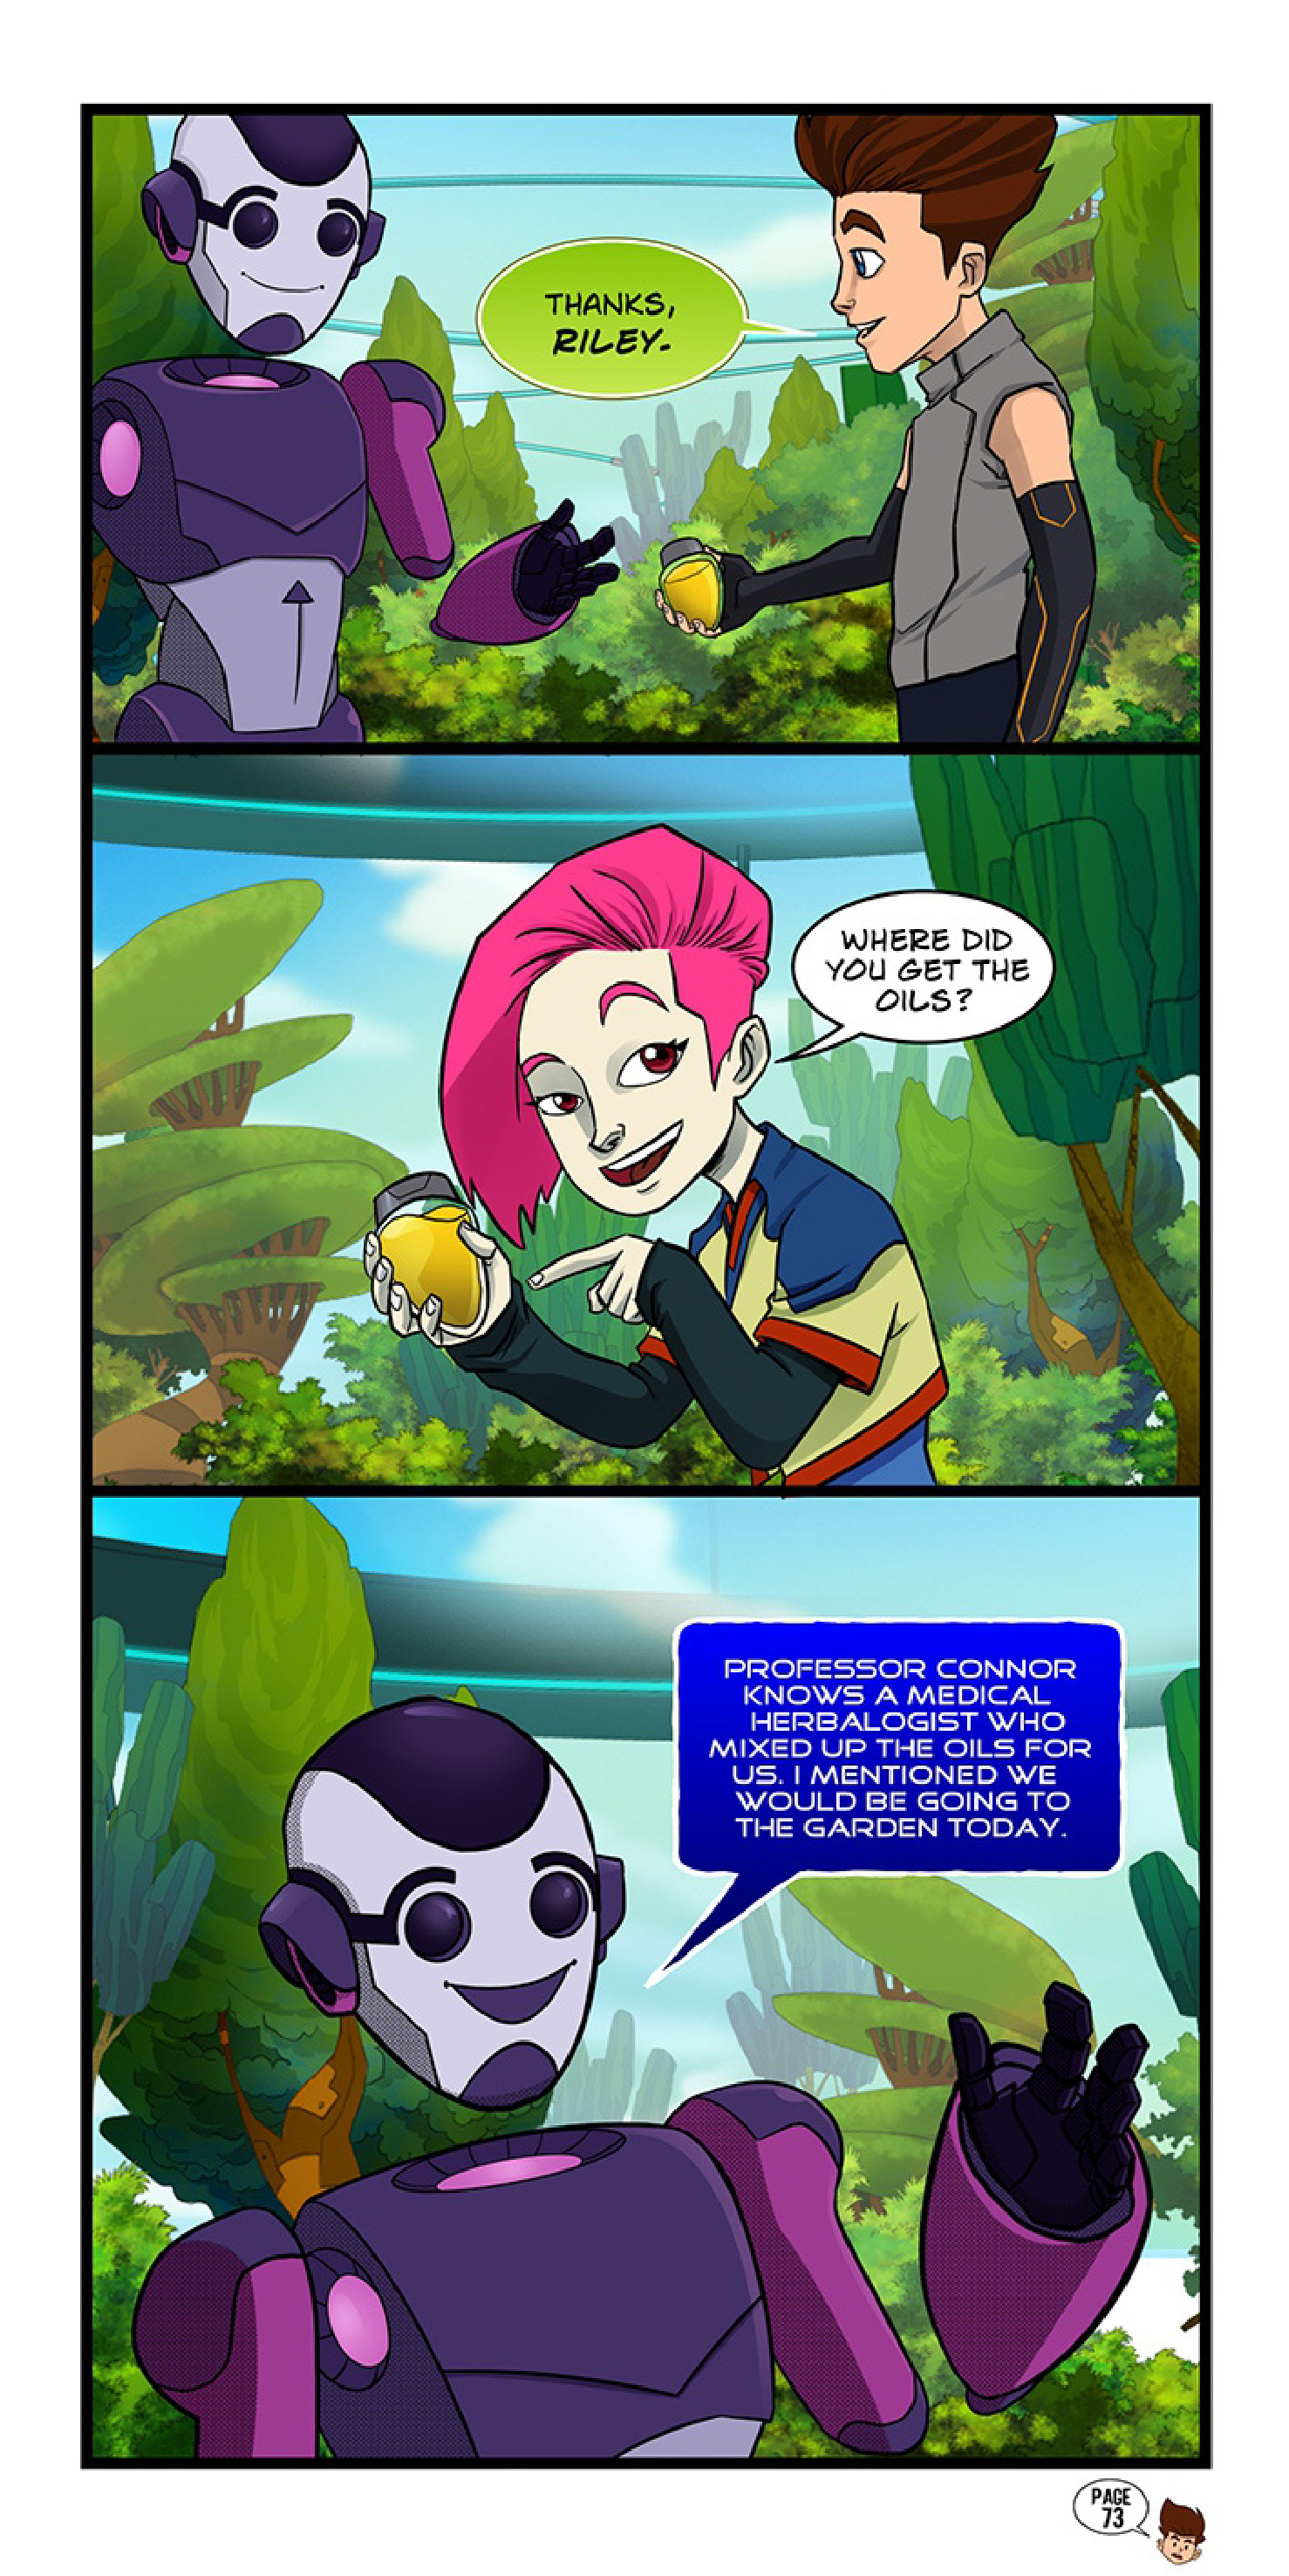 THANKS,
RILEY.
WHERE DID
YOU GET THE
OILS?
PROFESSOR CONNOR
KNOWS A MEDICAL
HERBALOGIST WHO
MIXED UP THE OILS FOR
US. I MENTIONED WE
WOULD BE GOING TO
THE GARDEN TODAY.
PAGE
73